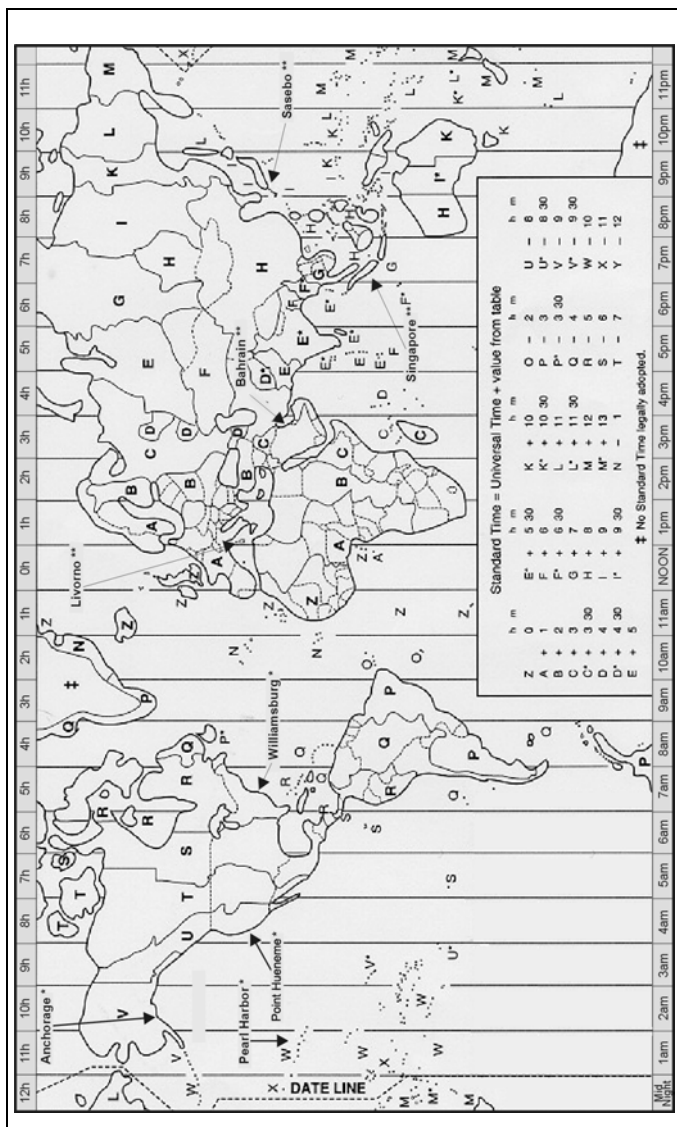 12h 11h 10h 9h 8h 7h 6h 5h 4h 3h 2h 1h 0h 1h 2h 3h 4h 5h 6h 7h 8h 9h 10h 11h
Anchorage *
Pearl Harbor *
Point Hueneme *
Williamsburg *
Livorno **
Bahrain **
Singapore **
Sasebo **
X · DATE LINE
L V V W W W W X V* U*
U T T T S S S S R R R R Q Q P* P N Z
Q R R Q Q P P P O O N N
Z Z Z Z Z A A A A B B B B B
C C C C C D D D D D* E E E* E* E* F F F* F* F*
G G G H H H H H I I I I* K K K K L L L L* K* M M M M M* X
Standard Time = Universal Time + value from table
h m h m h m h m h m
Z 0 E* + 5 30 K + 10 O − 2 U − 8
A + 1 F + 6 K* + 10 30 P − 3 U* − 8 30
B + 2 F* + 6 30 L + 11 P* − 3 30 V − 9
C + 3 G + 7 L* + 11 30 Q − 4 V* − 9 30
C* + 3 30 H + 8 M + 12 R − 5 W − 10
D + 4 I + 9 M* + 13 S − 6 X − 11
D* + 4 30 I* + 9 30 N − 1 T − 7 Y − 12
E + 5
‡ No Standard Time legally adopted.
Mid Night 1am 2am 3am 4am 5am 6am 7am 8am 9am 10am 11am NOON 1pm 2pm 3pm 4pm 5pm 6pm 7pm 8pm 9pm 10pm 11pm